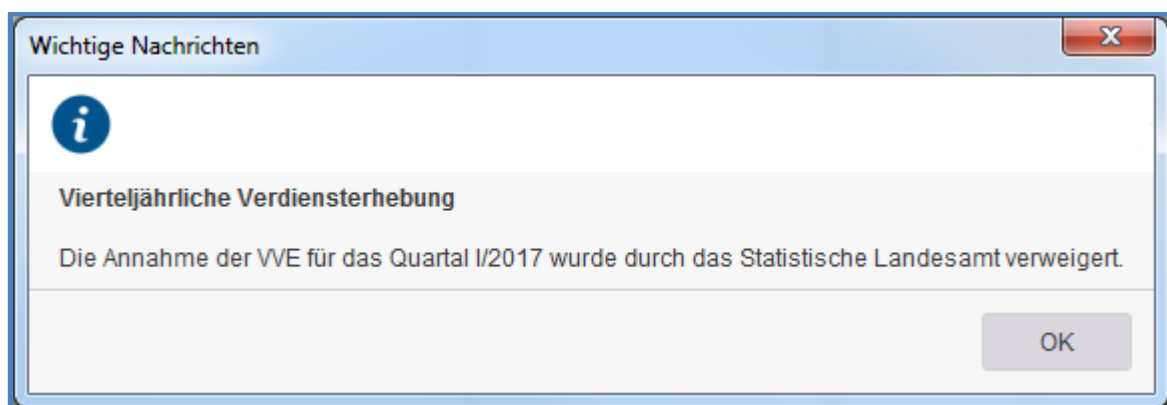 Wichtige Nachrichten
Vierteljährliche Verdiensterhebung
Die Annahme der VVE für das Quartal I/2017 wurde durch das Statistische Landesamt verweigert.
OK